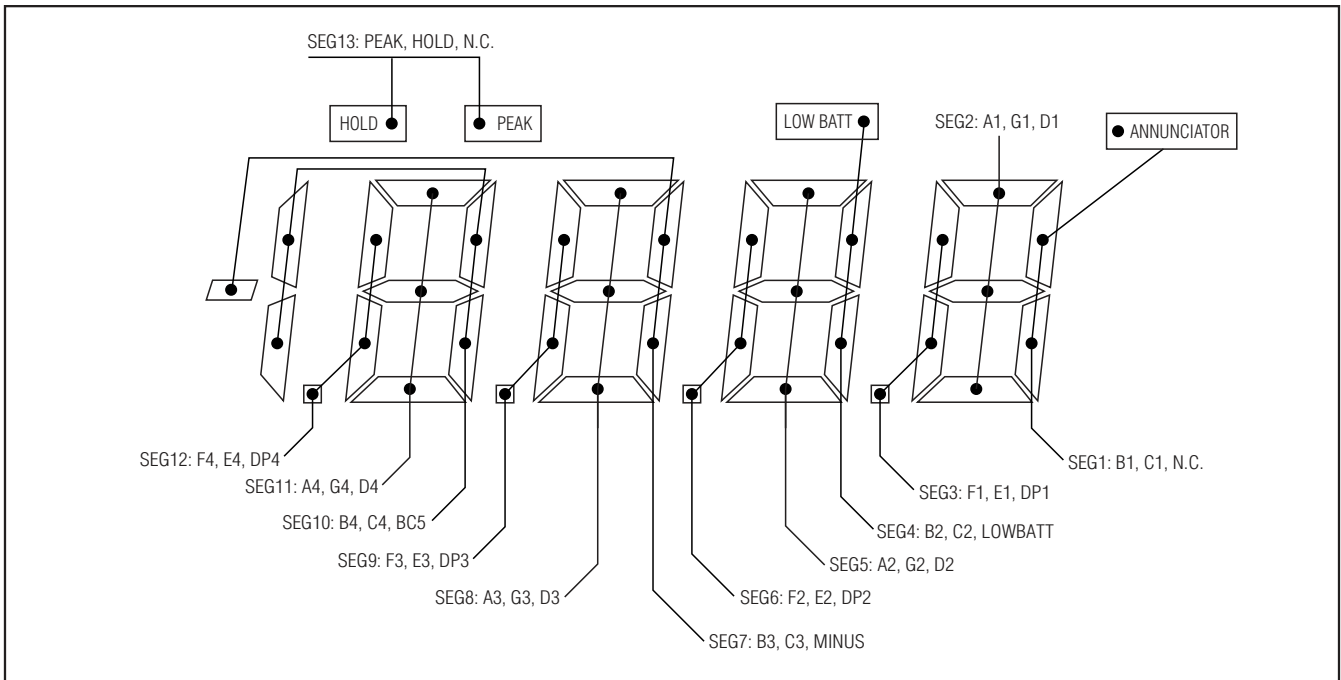 SEG13: PEAK, HOLD, N.C.
HOLD
PEAK
LOW BATT
SEG2: A1, G1, D1
ANNUNCIATOR
SEG12: F4, E4, DP4
SEG11: A4, G4, D4
SEG10: B4, C4, BC5
SEG9: F3, E3, DP3
SEG8: A3, G3, D3
SEG7: B3, C3, MINUS
SEG6: F2, E2, DP2
SEG5: A2, G2, D2
SEG4: B2, C2, LOWBATT
SEG3: F1, E1, DP1
SEG1: B1, C1, N.C.